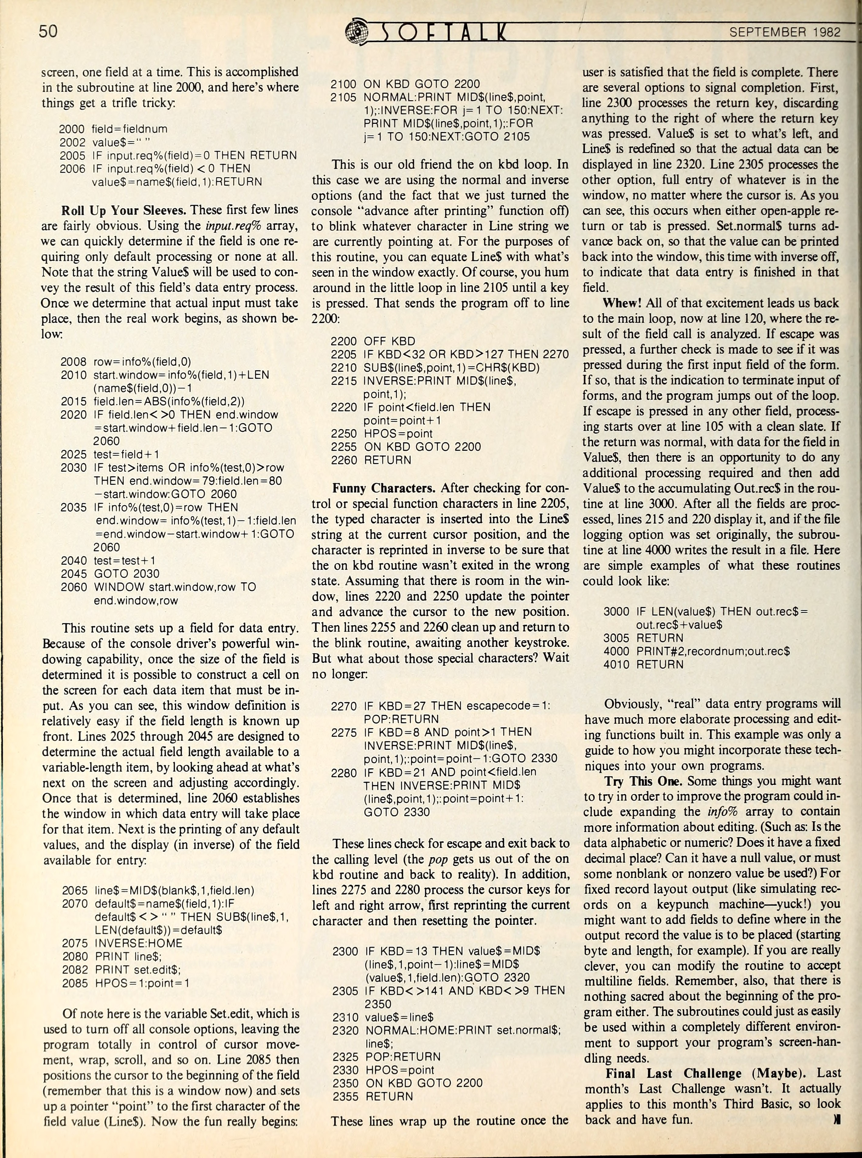 50
SOFTALK
SEPTEMBER 1982
screen, one field at a time. This is accomplished
in the subroutine at line 2000, and here's where
things get a trifle tricky:
2000 field=fieldnum
2002 value$=" "
2005 IF input.req%(field)=0 THEN RETURN
2006 IF input.req%(field) <0 THEN
value$=name$(field,1):RETURN
Roll Up Your Sleeves. These first few lines
are fairly obvious. Using the input.req% array,
we can quickly determine if the field is one re-
quiring only default processing or none at all.
Note that the string Value$ will be used to con-
vey the result of this field's data entry process.
Once we determine that actual input must take
place, then the real work begins, as shown be-
low:
2008 row=info%(field,0)
2010 start.window=info%(field,1)+LEN
(name$(field,0))−1
2015 field.len=ABS(info%(field,2))
2020 IF field.len< >0 THEN end.window
=start.window+field.len−1:GOTO
2060
2025 test=field+1
2030 IF test>items OR info%(test,0)>row
THEN end.window=79:field.len=80
−start.window:GOTO 2060
2035 IF info%(test,0)=row THEN
end.window= info%(test,1)−1:field.len
=end.window−start.window+1:GOTO
2060
2040 test=test+1
2045 GOTO 2030
2060 WINDOW start.window,row TO
end.window,row
This routine sets up a field for data entry.
Because of the console driver's powerful win-
dowing capability, once the size of the field is
determined it is possible to construct a cell on
the screen for each data item that must be in-
put. As you can see, this window definition is
relatively easy if the field length is known up
front. Lines 2025 through 2045 are designed to
determine the actual field length available to a
variable-length item, by looking ahead at what's
next on the screen and adjusting accordingly.
Once that is determined, line 2060 establishes
the window in which data entry will take place
for that item. Next is the printing of any default
values, and the display (in inverse) of the field
available for entry:
2065 line$=MID$(blank$,1,field.len)
2070 default$=name$(field,1):IF
default$ < > " " THEN SUB$(line$,1,
LEN(default$))=default$
2075 INVERSE:HOME
2080 PRINT line$;
2082 PRINT set.edit$;
2085 HPOS=1:point=1
Of note here is the variable Set.edit, which is
used to turn off all console options, leaving the
program totally in control of cursor move-
ment, wrap, scroll, and so on. Line 2085 then
positions the cursor to the beginning of the field
(remember that this is a window now) and sets
up a pointer "point" to the first character of the
field value (Line$). Now the fun really begins:
2100 ON KBD GOTO 2200
2105 NORMAL:PRINT MID$(line$,point,
1);:INVERSE:FOR j=1 TO 150:NEXT:
PRINT MID$(line$,point,1);:FOR
j=1 TO 150:NEXT:GOTO 2105
This is our old friend the on kbd loop. In
this case we are using the normal and inverse
options (and the fact that we just turned the
console "advance after printing" function off)
to blink whatever character in Line string we
are currently pointing at. For the purposes of
this routine, you can equate Line$ with what's
seen in the window exactly. Of course, you hum
around in the little loop in line 2105 until a key
is pressed. That sends the program off to line
2200:
2200 OFF KBD
2205 IF KBD<32 OR KBD>127 THEN 2270
2210 SUB$(line$,point,1)=CHR$(KBD)
2215 INVERSE:PRINT MID$(line$,
point,1);
2220 IF point<field.len THEN
point=point+1
2250 HPOS=point
2255 ON KBD GOTO 2200
2260 RETURN
Funny Characters. After checking for con-
trol or special function characters in line 2205,
the typed character is inserted into the Line$
string at the current cursor position, and the
character is reprinted in inverse to be sure that
the on kbd routine wasn't exited in the wrong
state. Assuming that there is room in the win-
dow, lines 2220 and 2250 update the pointer
and advance the cursor to the new position.
Then lines 2255 and 2260 clean up and return to
the blink routine, awaiting another keystroke.
But what about those special characters? Wait
no longer:
2270 IF KBD=27 THEN escapecode=1:
POP:RETURN
2275 IF KBD=8 AND point>1 THEN
INVERSE:PRINT MID$(line$,
point,1);:point=point−1:GOTO 2330
2280 IF KBD=21 AND point<field.len
THEN INVERSE:PRINT MID$
(line$,point,1);:point=point+1:
GOTO 2330
These lines check for escape and exit back to
the calling level (the pop gets us out of the on
kbd routine and back to reality). In addition,
lines 2275 and 2280 process the cursor keys for
left and right arrow, first reprinting the current
character and then resetting the pointer.
2300 IF KBD=13 THEN value$=MID$
(line$,1,point−1):line$=MID$
(value$,1,field.len):GOTO 2320
2305 IF KBD< >141 AND KBD< >9 THEN
2350
2310 value$=line$
2320 NORMAL:HOME:PRINT set.normal$;
line$;
2325 POP:RETURN
2330 HPOS=point
2350 ON KBD GOTO 2200
2355 RETURN
These lines wrap up the routine once the
user is satisfied that the field is complete. There
are several options to signal completion. First,
line 2300 processes the return key, discarding
anything to the right of where the return key
was pressed. Value$ is set to what's left, and
Line$ is redefined so that the actual data can be
displayed in line 2320. Line 2305 processes the
other option, full entry of whatever is in the
window, no matter where the cursor is. As you
can see, this occurs when either open-apple re-
turn or tab is pressed. Set.normal$ turns ad-
vance back on, so that the value can be printed
back into the window, this time with inverse off,
to indicate that data entry is finished in that
field.
Whew! All of that excitement leads us back
to the main loop, now at line 120, where the re-
sult of the field call is analyzed. If escape was
pressed, a further check is made to see if it was
pressed during the first input field of the form.
If so, that is the indication to terminate input of
forms, and the program jumps out of the loop.
If escape is pressed in any other field, process-
ing starts over at line 105 with a clean slate. If
the return was normal, with data for the field in
Value$, then there is an opportunity to do any
additional processing required and then add
Value$ to the accumulating Out.rec$ in the rou-
tine at line 3000. After all the fields are proc-
essed, lines 215 and 220 display it, and if the file
logging option was set originally, the subrou-
tine at line 4000 writes the result in a file. Here
are simple examples of what these routines
could look like:
3000 IF LEN(value$) THEN out.rec$=
out.rec$+value$
3005 RETURN
4000 PRINT#2,recordnum;out.rec$
4010 RETURN
Obviously, "real" data entry programs will
have much more elaborate processing and edit-
ing functions built in. This example was only a
guide to how you might incorporate these tech-
niques into your own programs.
Try This One. Some things you might want
to try in order to improve the program could in-
clude expanding the info% array to contain
more information about editing. (Such as: Is the
data alphabetic or numeric? Does it have a fixed
decimal place? Can it have a null value, or must
some nonblank or nonzero value be used?) For
fixed record layout output (like simulating rec-
ords on a keypunch machine—yuck!) you
might want to add fields to define where in the
output record the value is to be placed (starting
byte and length, for example). If you are really
clever, you can modify the routine to accept
multiline fields. Remember, also, that there is
nothing sacred about the beginning of the pro-
gram either. The subroutines could just as easily
be used within a completely different environ-
ment to support your program's screen-han-
dling needs.
Final Last Challenge (Maybe). Last
month's Last Challenge wasn't. It actually
applies to this month's Third Basic, so look
back and have fun.